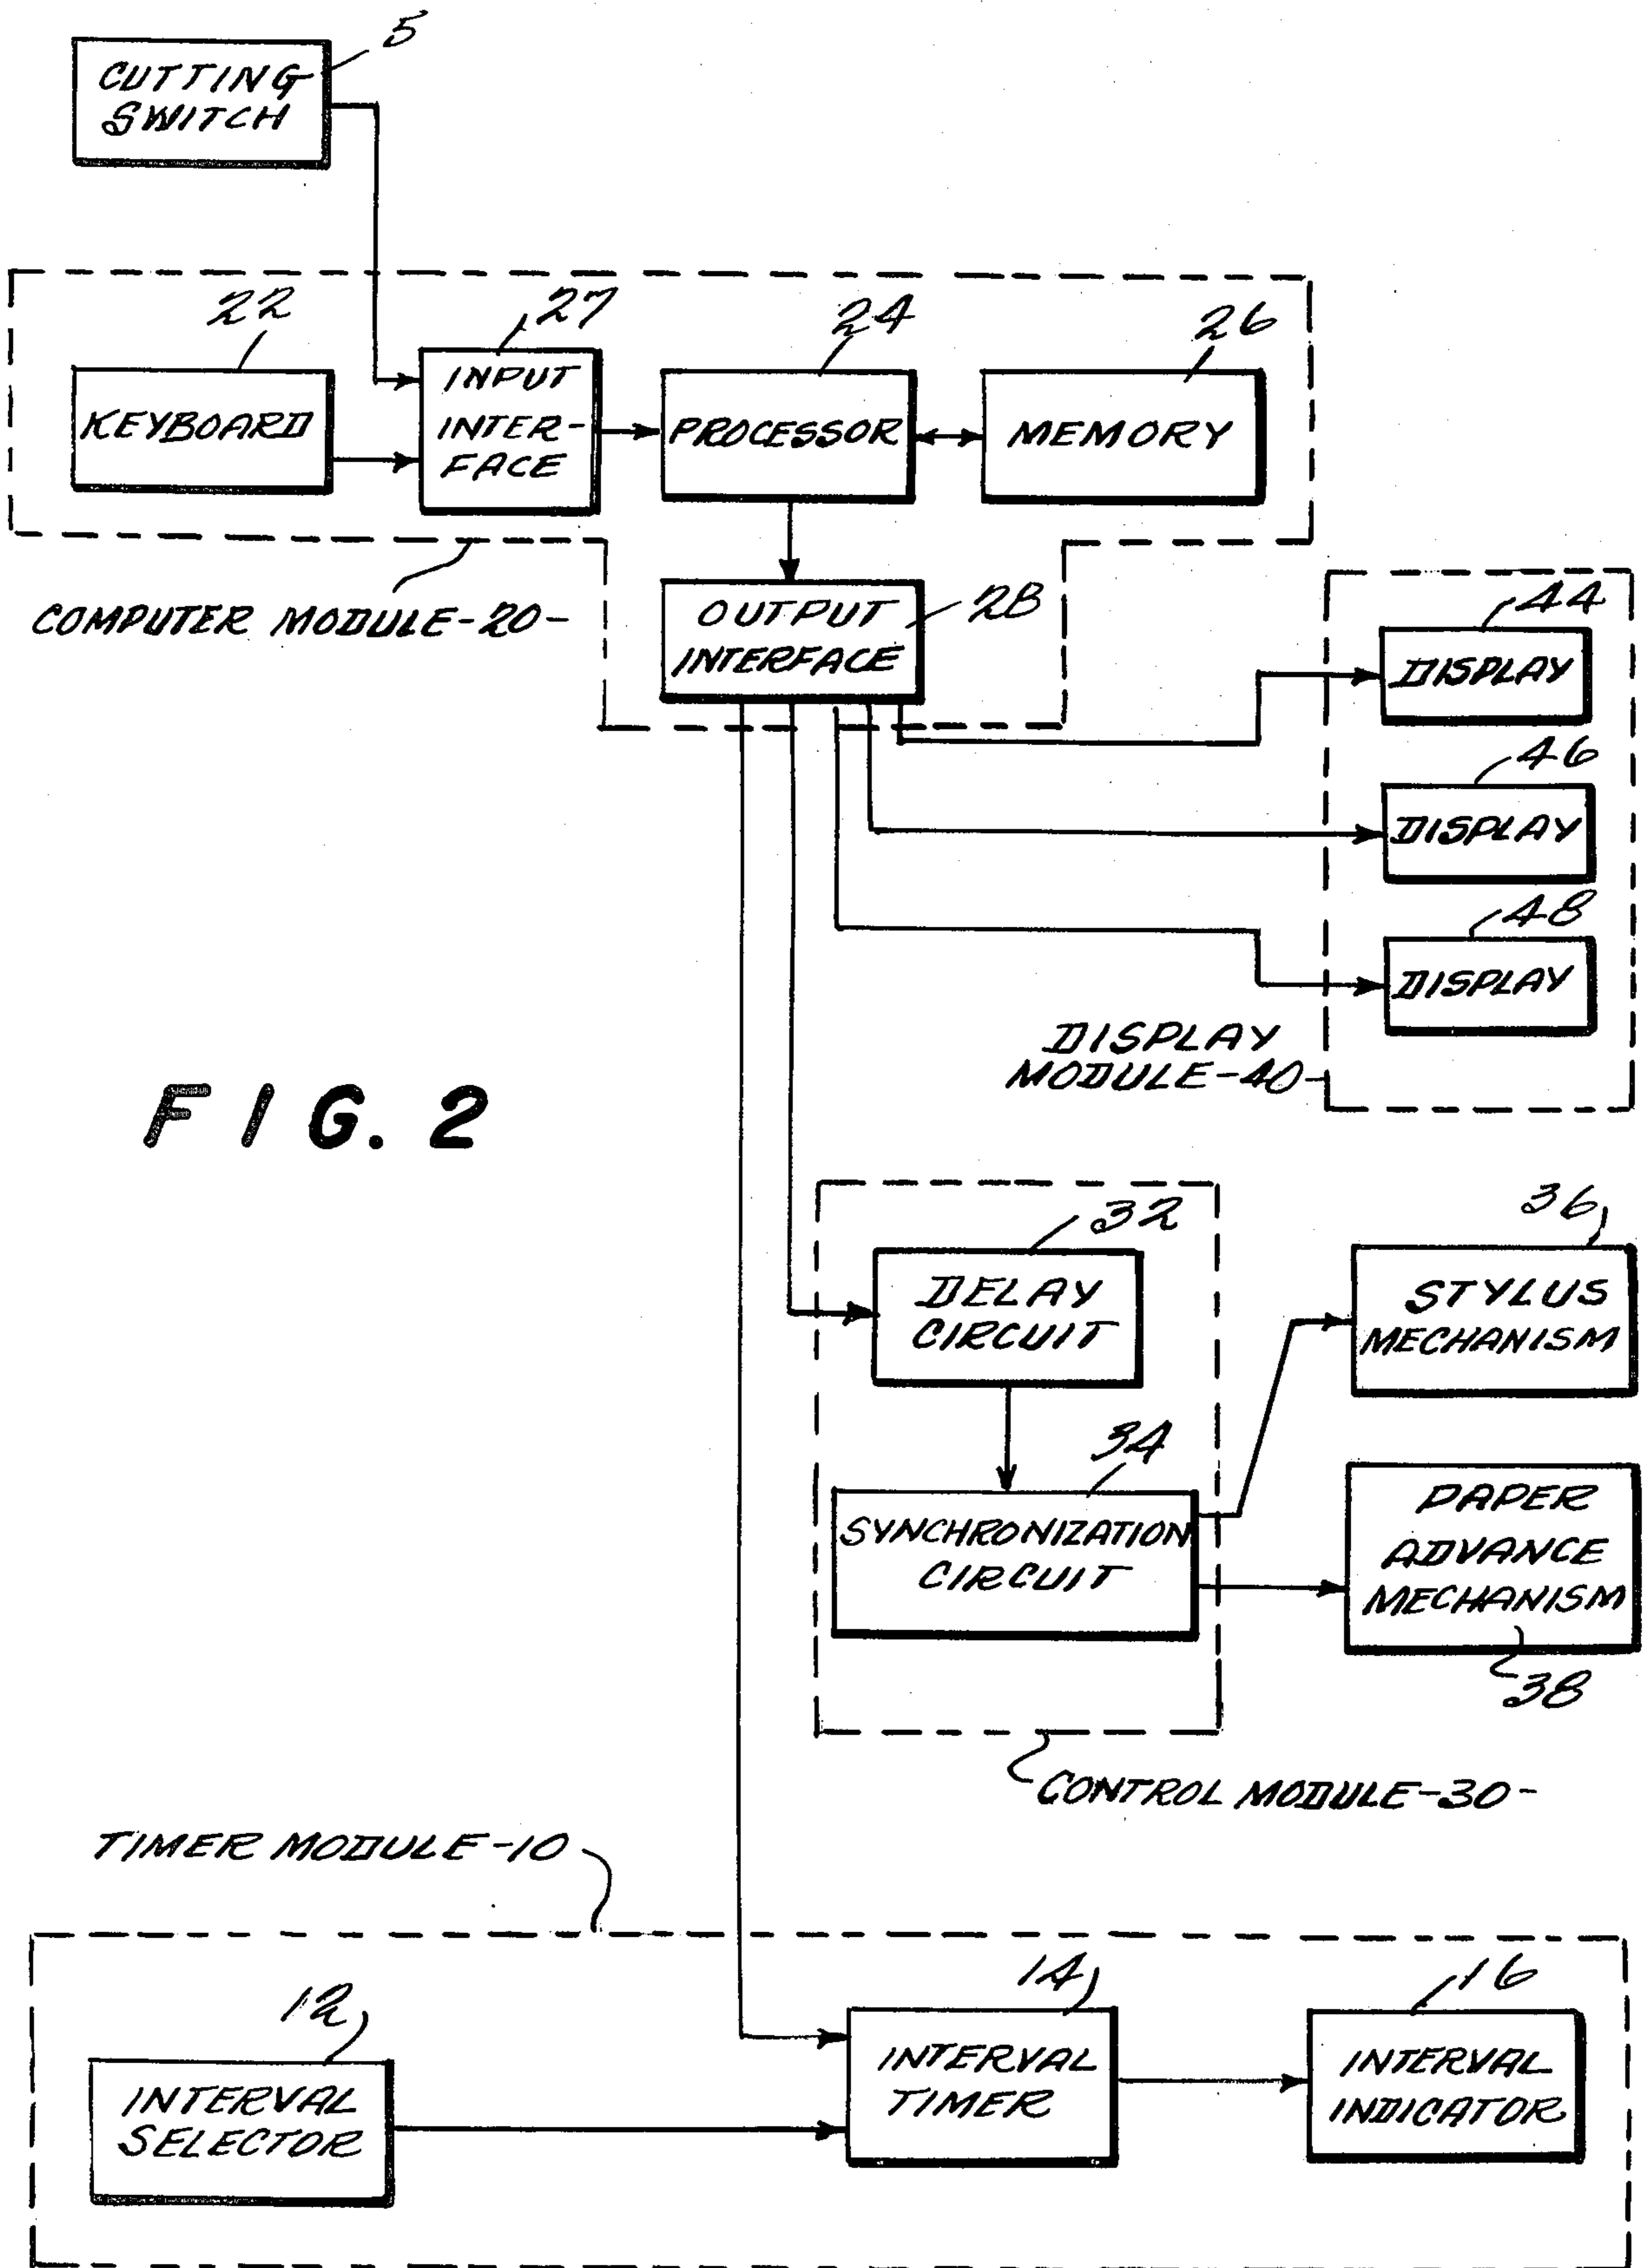 5
CUTTING
SWITCH
22
27
24
26
KEYBOARD
INPUT
INTER-
FACE
PROCESSOR
MEMORY
COMPUTER MODULE-20-
OUTPUT
INTERFACE
28
44
DISPLAY
46
DISPLAY
48
DISPLAY
DISPLAY
MODULE-40-
FIG. 2
32
DELAY
CIRCUIT
36
STYLUS
MECHANISM
34
SYNCHRONIZATION
CIRCUIT
PAPER
ADVANCE
MECHANISM
38
CONTROL MODULE-30-
TIMER MODULE-10
12
INTERVAL
SELECTOR
14
INTERVAL
TIMER
16
INTERVAL
INDICATOR